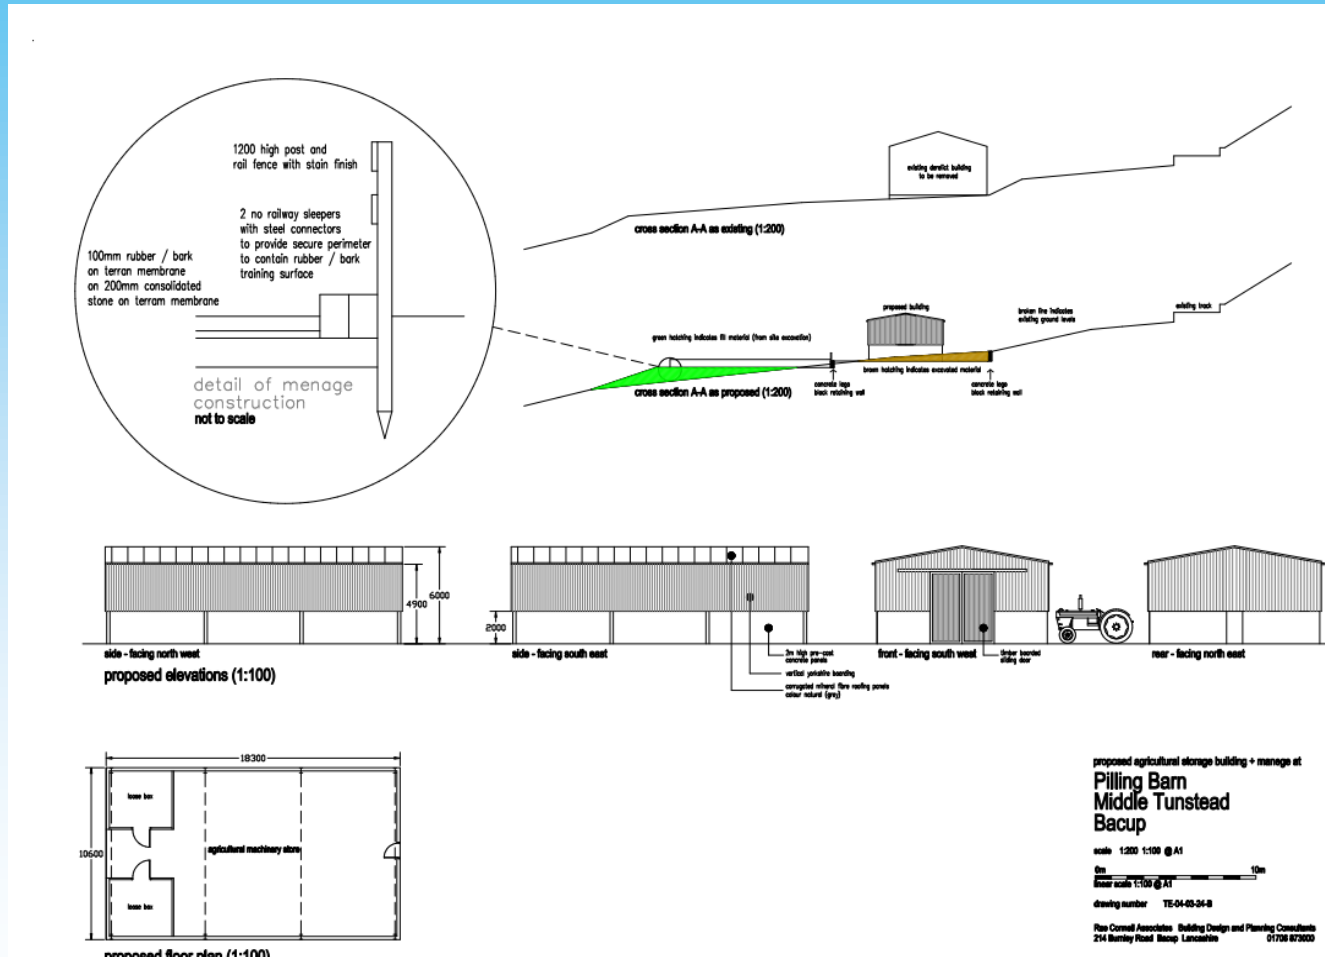 1200 high post and
rail fence with stain finish
2 no railway sleepers
with steel connectors
to provide secure perimeter
to contain rubber / bark
training surface
100mm rubber / bark
on terran membrane
on 200mm consolidated
stone on terram membrane
detail of menage
construction
not to scale
existing derelict building
to be removed
cross section A-A as existing (1:200)
proposed building
broken line indicates
existing ground levels
existing track
green hatching indicates fill material (from site excavation)
brown hatching indicates excavated material
cross section A-A as proposed (1:200)
concrete lego
block retaining wall
concrete lego
block retaining wall
4900
6000
2000
side - facing north west
proposed elevations (1:100)
side - facing south east
2m high pre-cast
concrete panels
vertical yorkshire boarding
corrugated mineral fibre roofing panels
colour natural (grey)
front - facing south west
timber boarded
sliding door
rear - facing north east
18300
10600
loose box
agricultural machinery store
loose box
proposed floor plan (1:100)
proposed agricultural storage building + manege at
Pilling Barn
Middle Tunstead
Bacup
scale 1:200 1:100 @ A1
0m 10m
linear scale 1:100 @ A1
drawing number TE-04-03-24-B
Rae Connell Associates Building Design and Planning Consultants
214 Burnley Road Bacup Lancashire 01706 873000